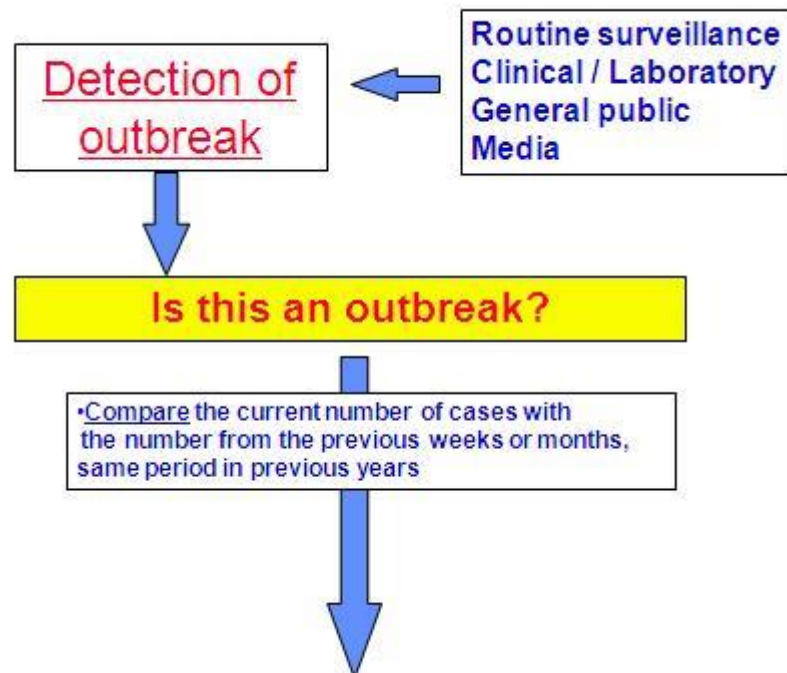 Detection of
outbreak
Routine surveillance
Clinical / Laboratory
General public
Media
Is this an outbreak?
•Compare the current number of cases with
the number from the previous weeks or months,
same period in previous years